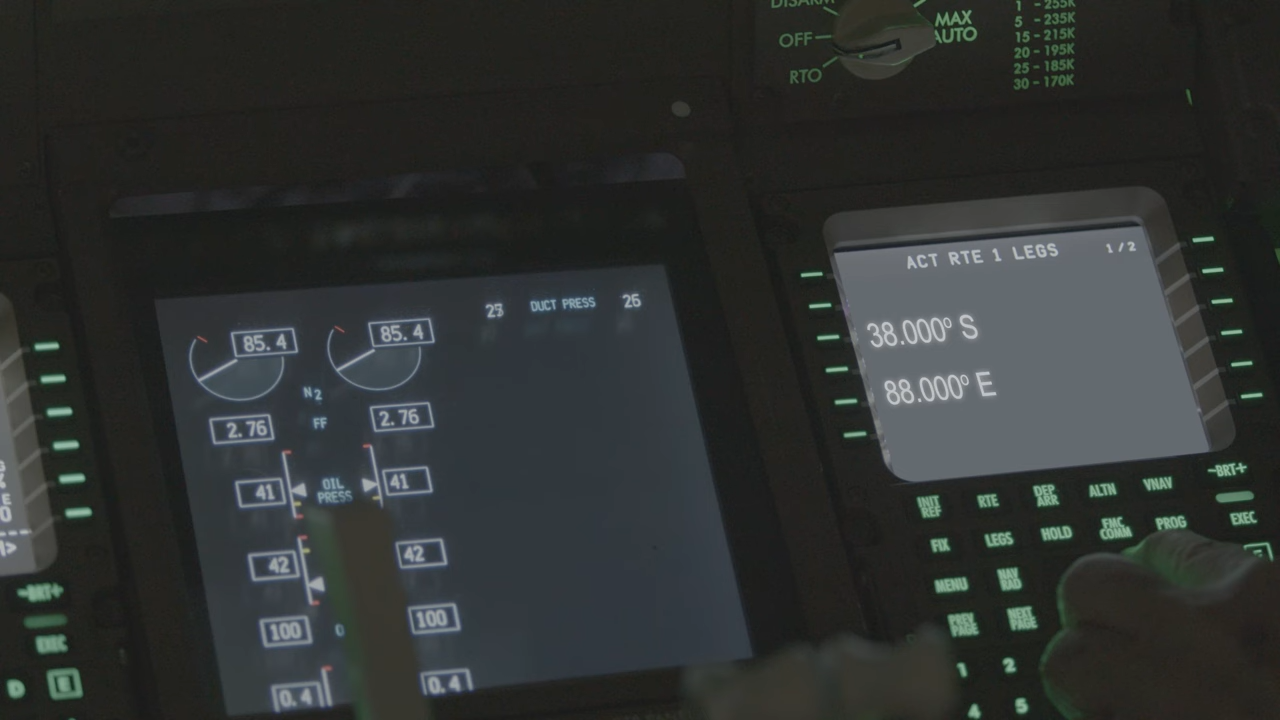 DISARM
OFF
RTO
MAX
AUTO
1 - 255K
5 - 235K
15 - 215K
20 - 195K
25 - 185K
30 - 170K
85.4
85.4
23 DUCT PRESS 26
N2
2.76 FF 2.76
41 OIL PRESS 41
42 42
100 100
0.4 0.4
ACT RTE 1 LEGS 1/2
38.000º S
88.000º E
-BRT+
INIT REF
RTE
DEP ARR
ALTN
VNAV
FIX
LEGS
HOLD
FMC COMM
PROG
EXEC
MENU
NAV RAD
PREV PAGE
NEXT PAGE
1 2
4 5
-BRT+
EXEC
D E